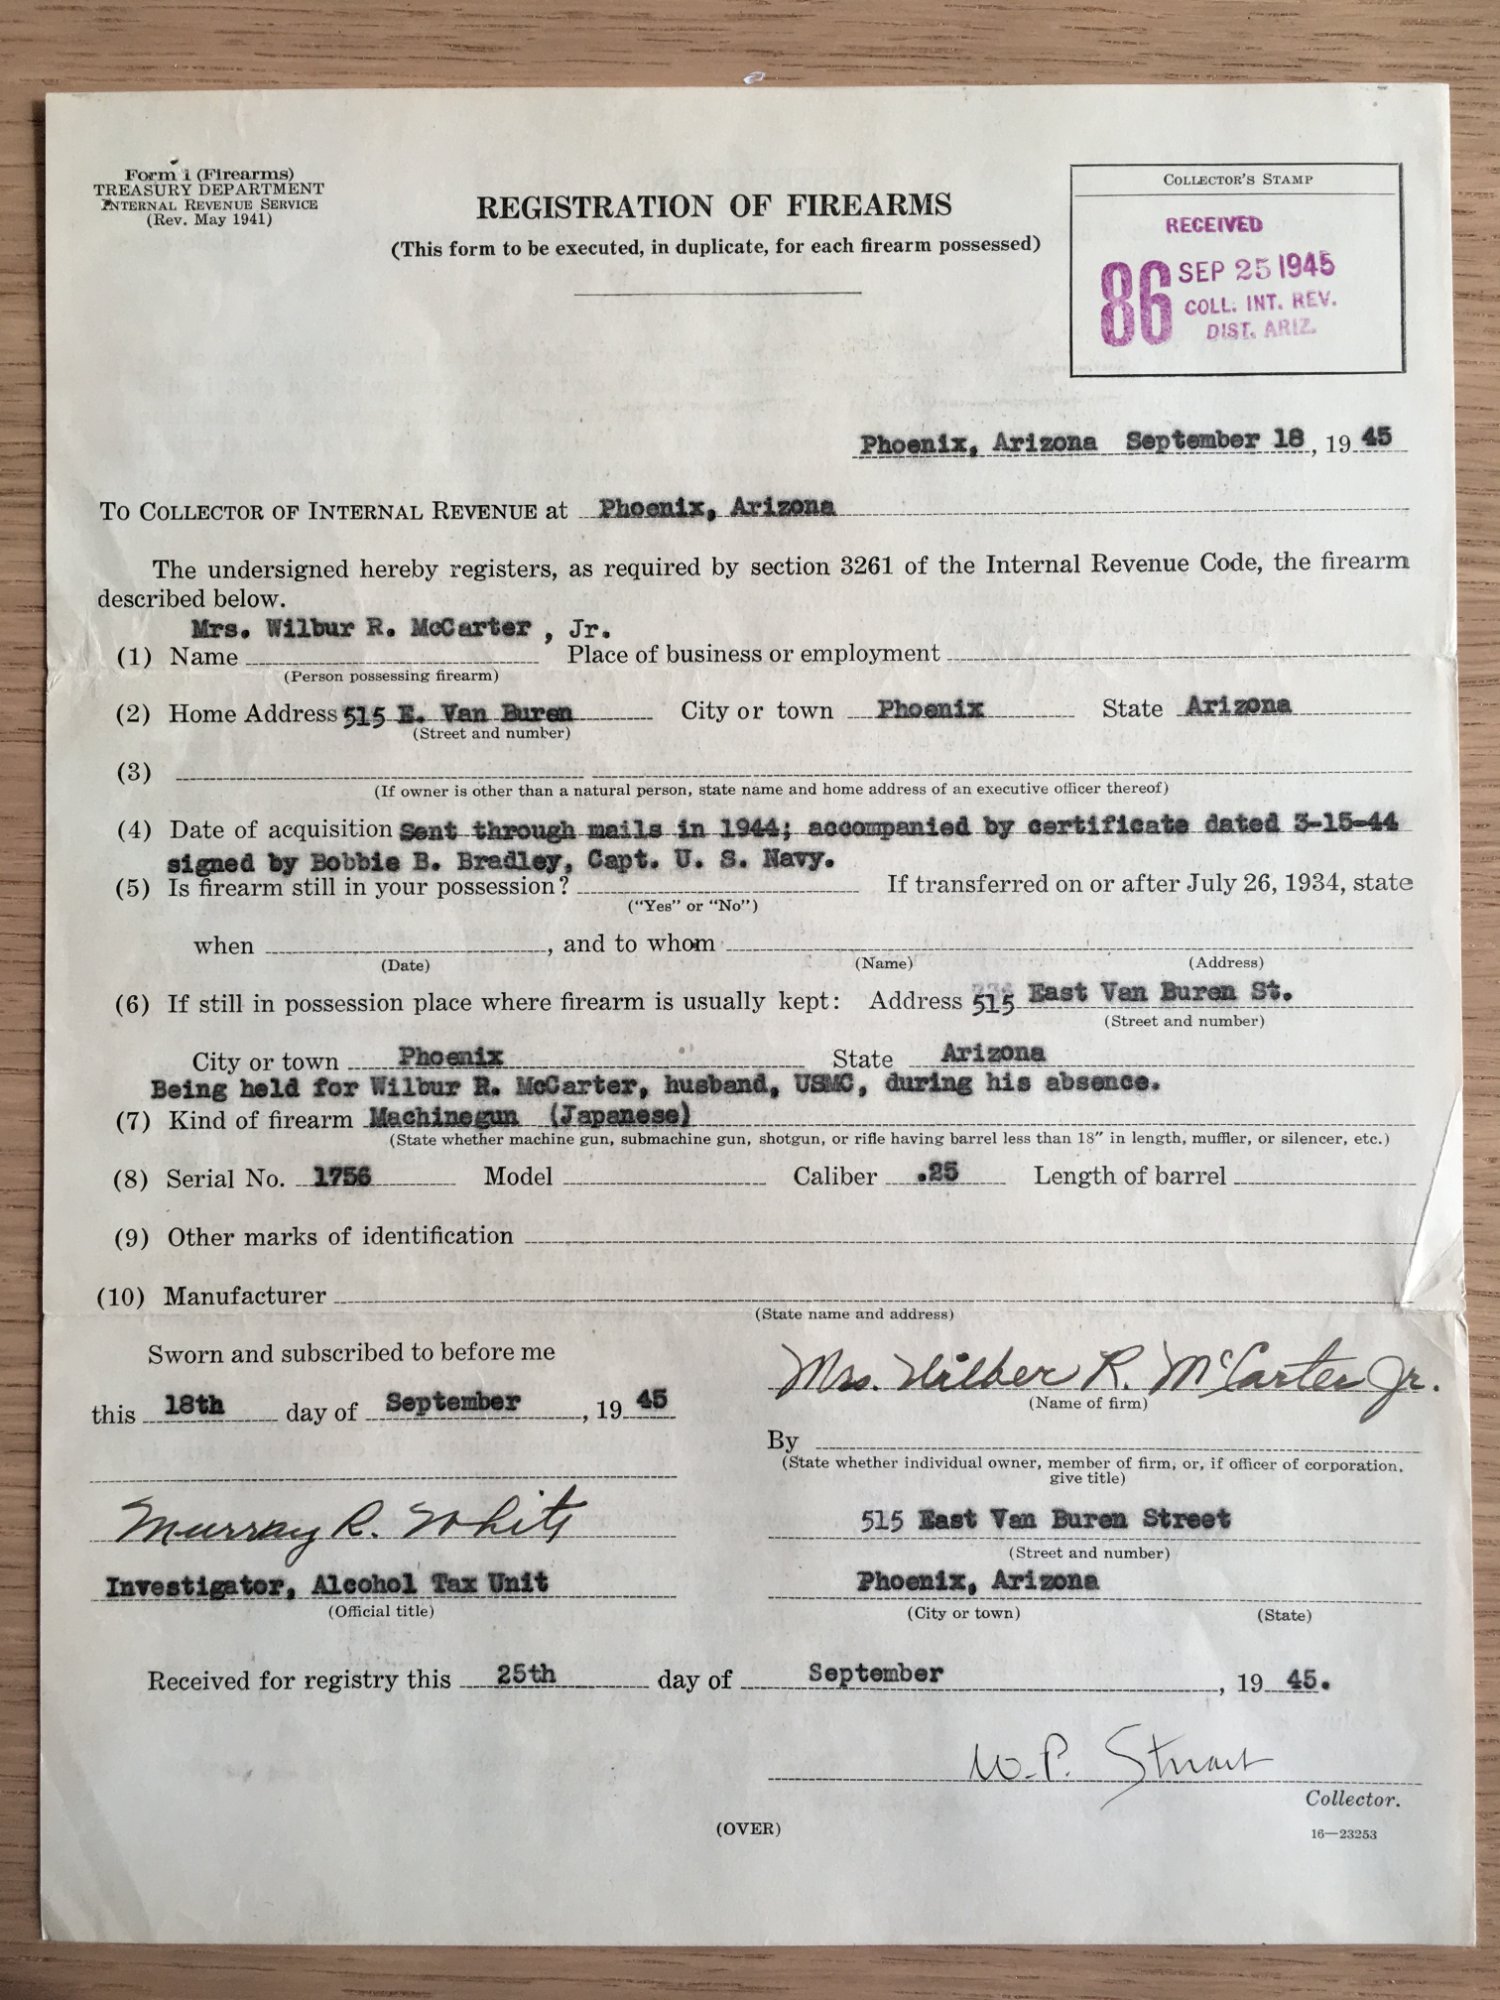 Form 1 (Firearms)
TREASURY DEPARTMENT
INTERNAL REVENUE SERVICE
(Rev. May 1941)
REGISTRATION OF FIREARMS
(This form to be executed, in duplicate, for each firearm possessed)
COLLECTOR'S STAMP
RECEIVED
86 SEP 25 1945
COLL. INT. REV.
DIST. ARIZ.
Phoenix, Arizona September 18, 1945
TO COLLECTOR OF INTERNAL REVENUE at Phoenix, Arizona
The undersigned hereby registers, as required by section 3261 of the Internal Revenue Code, the firearm
described below.
Mrs. Wilbur R. McCarter , Jr.
(1) Name Place of business or employment
(Person possessing firearm)
(2) Home Address 515 E. Van Buren City or town Phoenix State Arizona
(Street and number)
(3)
(If owner is other than a natural person, state name and home address of an executive officer thereof)
(4) Date of acquisition Sent through mails in 1944; accompanied by certificate dated 3-15-44
signed by Bobbie B. Bradley, Capt. U. S. Navy.
(5) Is firearm still in your possession? If transferred on or after July 26, 1934, state
("Yes" or "No")
when , and to whom
(Date) (Name) (Address)
(6) If still in possession place where firearm is usually kept: Address 515 East Van Buren St.
(Street and number)
City or town Phoenix State Arizona
Being held for Wilbur R. McCarter, husband, USMC, during his absence.
(7) Kind of firearm Machinegun (Japanese)
(State whether machine gun, submachine gun, shotgun, or rifle having barrel less than 18″ in length, muffler, or silencer, etc.)
(8) Serial No. 1756 Model Caliber .25 Length of barrel
(9) Other marks of identification
(10) Manufacturer
(State name and address)
Sworn and subscribed to before me
Mrs. Wilber R. McCarter Jr.
(Name of firm)
this 18th day of September, 1945
By
(State whether individual owner, member of firm, or, if officer of corporation,
give title)
Murray R. White
515 East Van Buren Street
(Street and number)
Investigator, Alcohol Tax Unit
Phoenix, Arizona
(Official title)
(City or town) (State)
Received for registry this 25th day of September, 1945.
W. P. Stuart
Collector.
(OVER)
16—23253